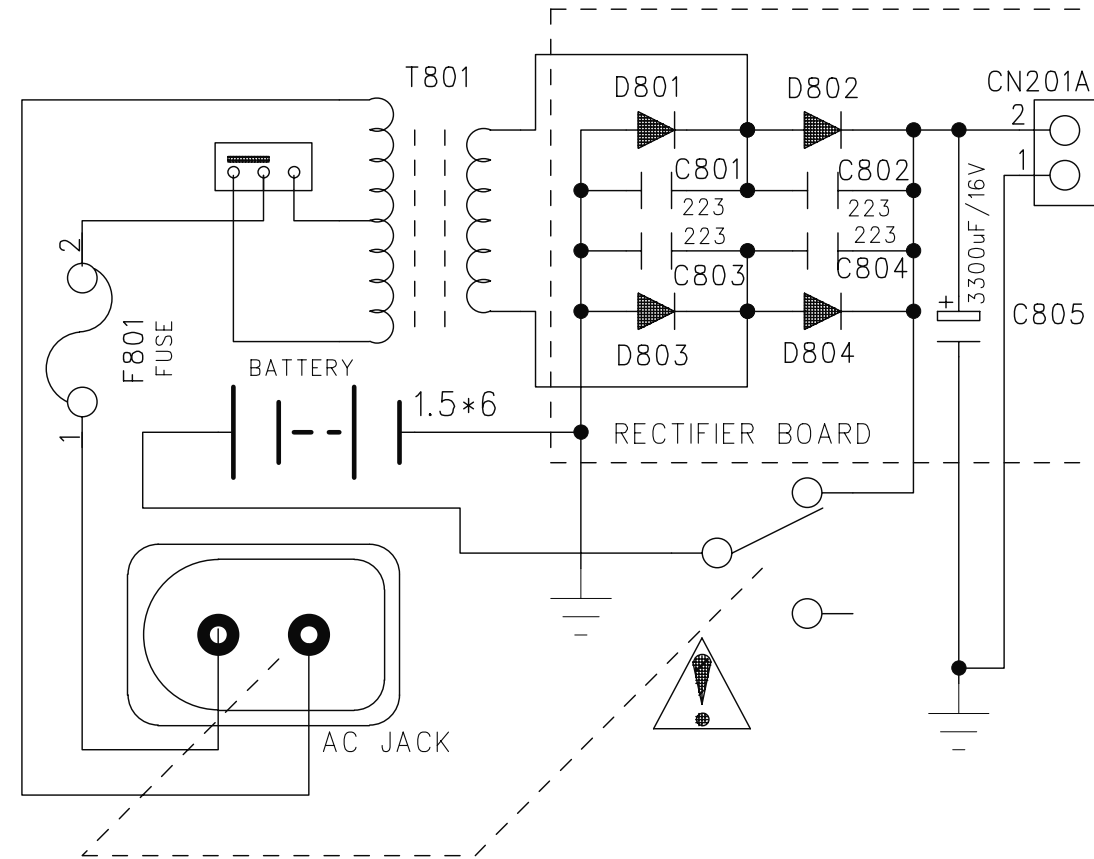 T801
D801
D802
CN201A
2
1
C801
C802
223
223
223
223
C803
C804
3300uF/16V
+
C805
D803
D804
2
F801
FUSE
1
BATTERY
1.5*6
RECTIFIER BOARD
AC JACK
!